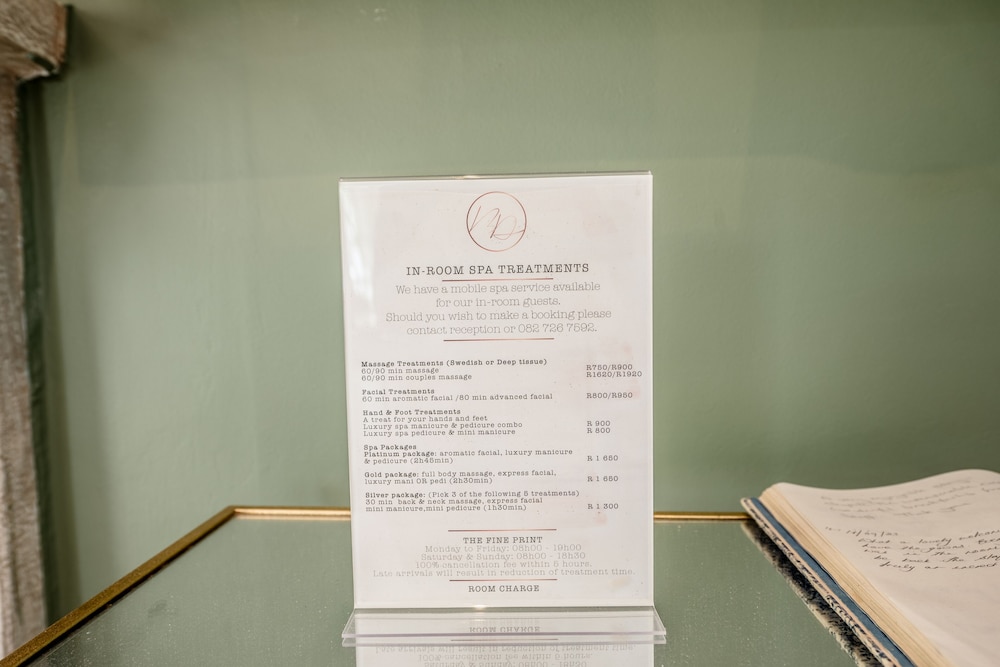 IN-ROOM SPA TREATMENTS
We have a mobile spa service available
for our in-room guests.
Should you wish to make a booking please
contact reception or 082 726 7592.
Massage Treatments (Swedish or Deep tissue)
60/90 min massage R750/R900
60/90 min couples massage R1620/R1920
Facial Treatments
60 min aromatic facial /80 min advanced facial R800/R950
Hand & Foot Treatments
A treat for your hands and feet
Luxury spa manicure & pedicure combo R 900
Luxury spa pedicure & mini manicure R 800
Spa Packages
Platinum package: aromatic facial, luxury manicure
& pedicure (2h45min) R 1 650
Gold package: full body massage, express facial,
luxury mani OR pedi (2h30min) R 1 650
Silver package: (Pick 3 of the following 5 treatments)
30 min back & neck massage, express facial
mini manicure,mini pedicure (1h30min) R 1 300
THE FINE PRINT
Monday to Friday: 08h00 - 19h00
Saturday & Sunday: 08h00 - 18h30
100% cancellation fee within 6 hours.
Late arrivals will result in reduction of treatment time.
ROOM CHARGE